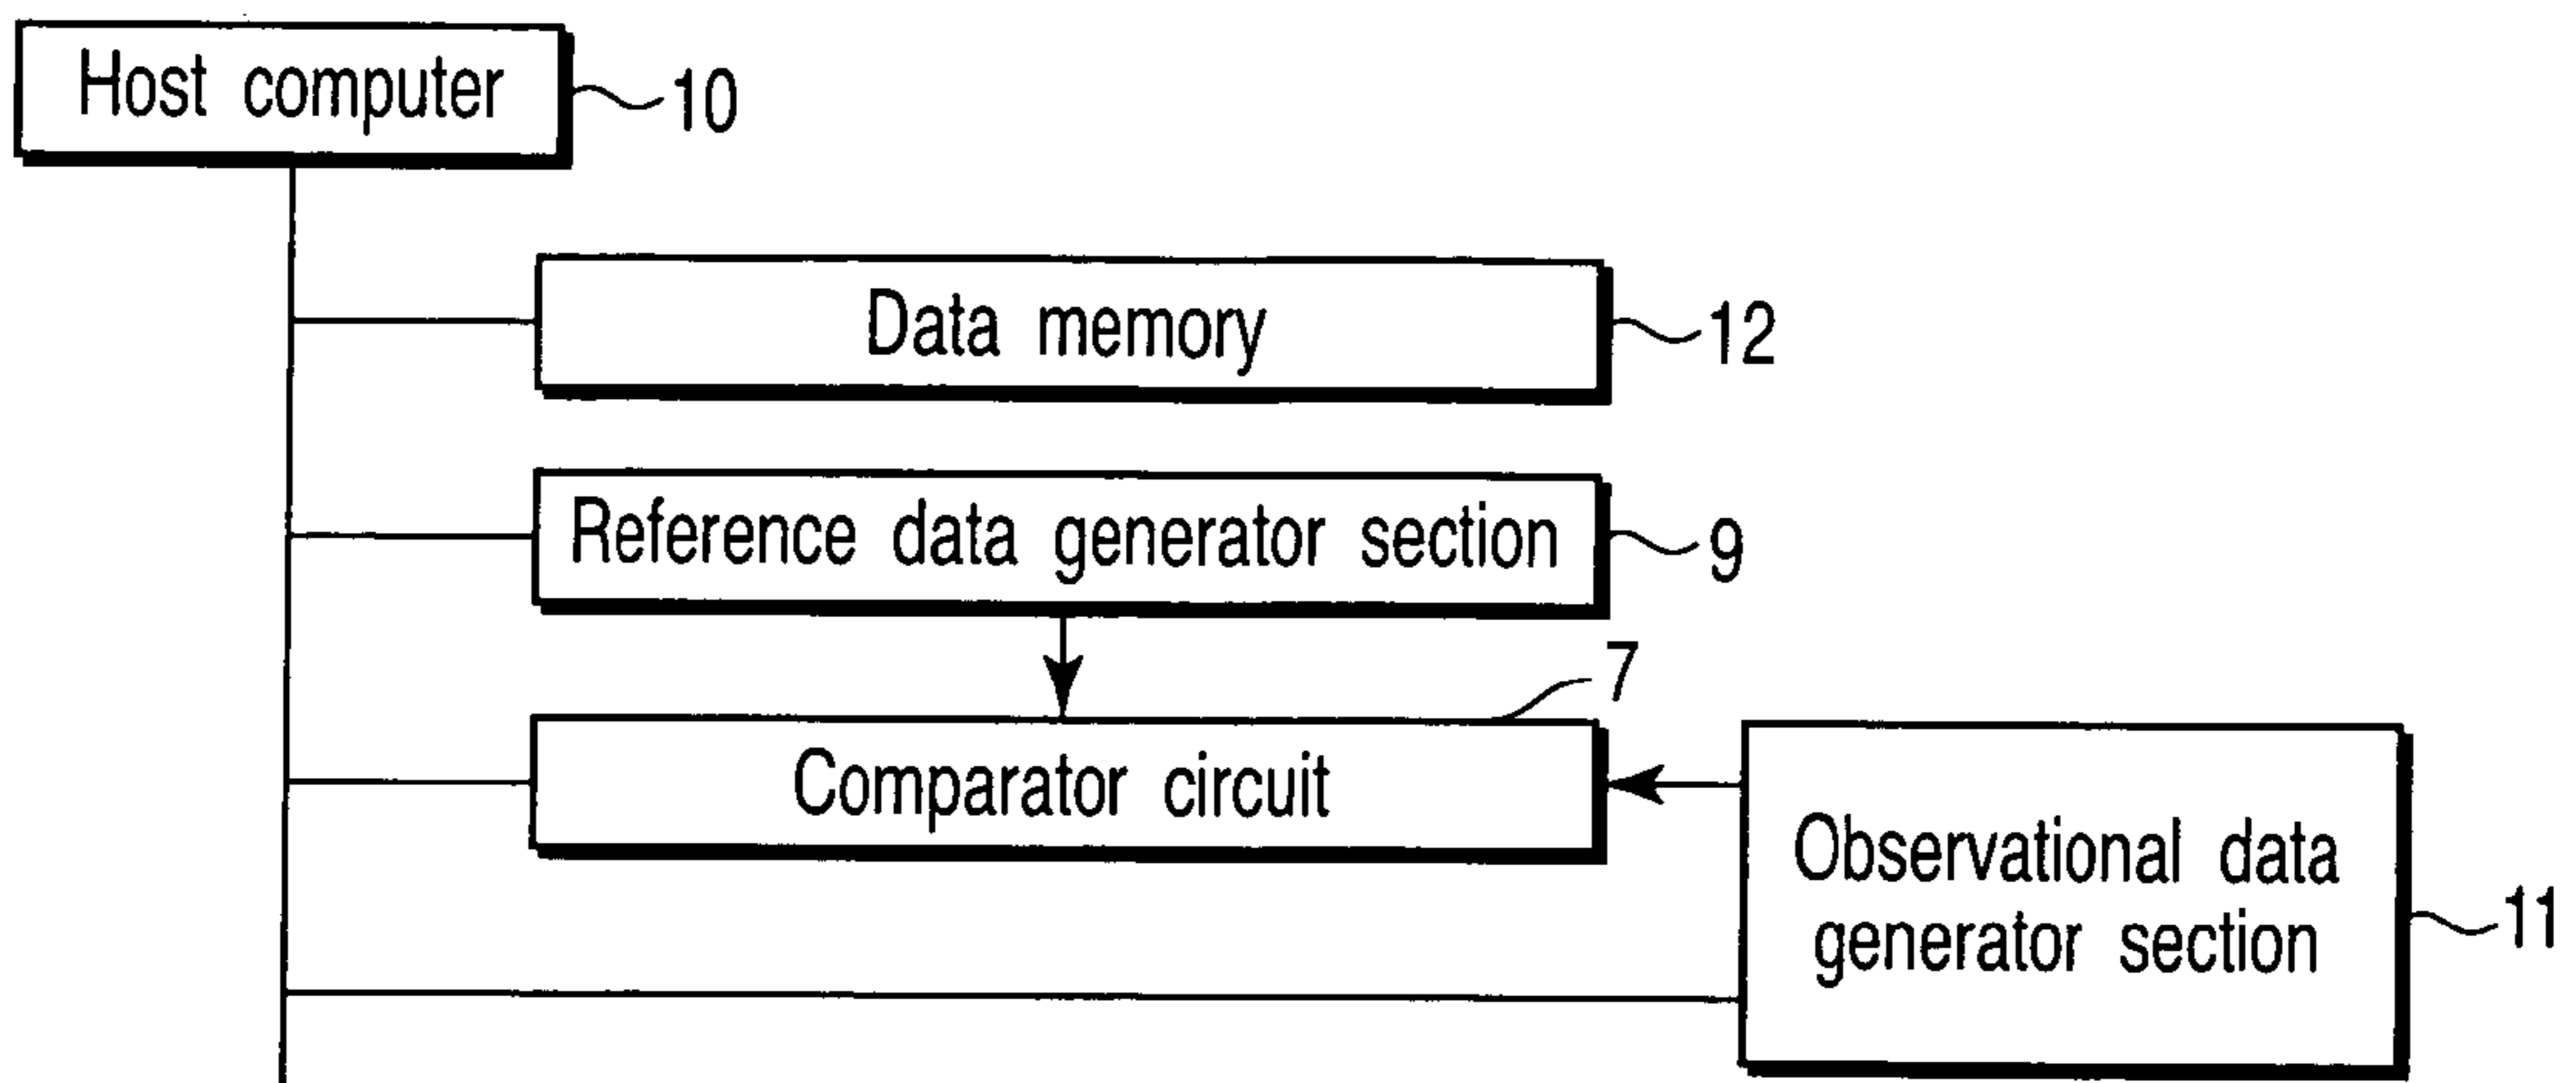 Host computer
10
Data memory
12
Reference data generator section
9
7
Comparator circuit
Observational data
generator section
11